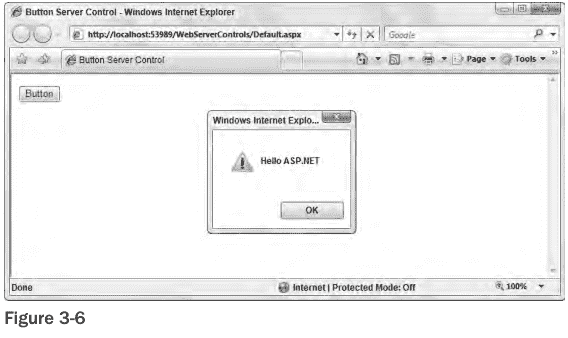 Button Server Control - Windows Internet Explorer
http://localhost:53989/WebServerControls/Default.aspx
Google
Button Server Control
Page
Tools
Button
Windows Internet Explo...
Hello ASP.NET
OK
Done
Internet | Protected Mode: Off
100%
Figure 3-6